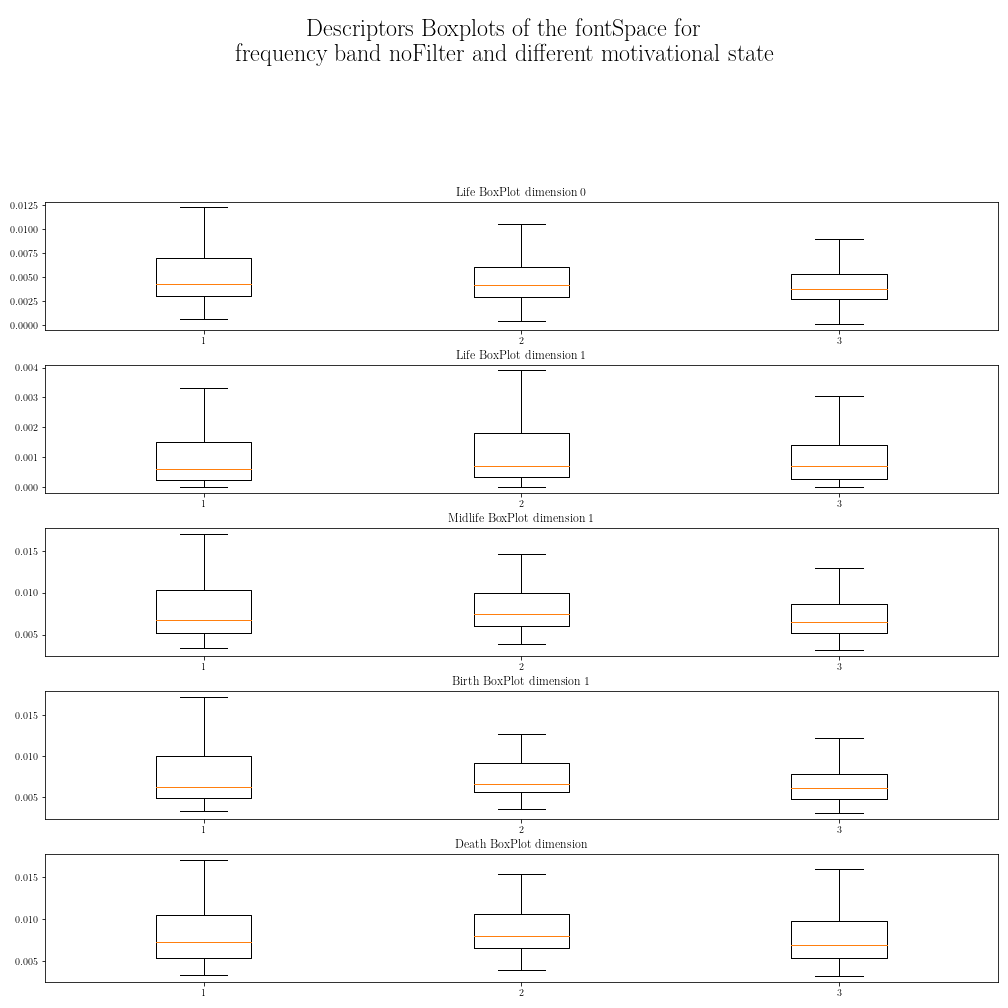 Descriptors Boxplots of the fontSpace for
frequency band noFilter and different motivational state
Life BoxPlot dimension 0
0.0125
0.0100
0.0075
0.0050
0.0025
0.0000
1 2 3
Life BoxPlot dimension 1
0.004
0.003
0.002
0.001
0.000
1 2 3
Midlife BoxPlot dimension 1
0.015
0.010
0.005
1 2 3
Birth BoxPlot dimension 1
0.015
0.010
0.005
1 2 3
Death BoxPlot dimension
0.015
0.010
0.005
1 2 3